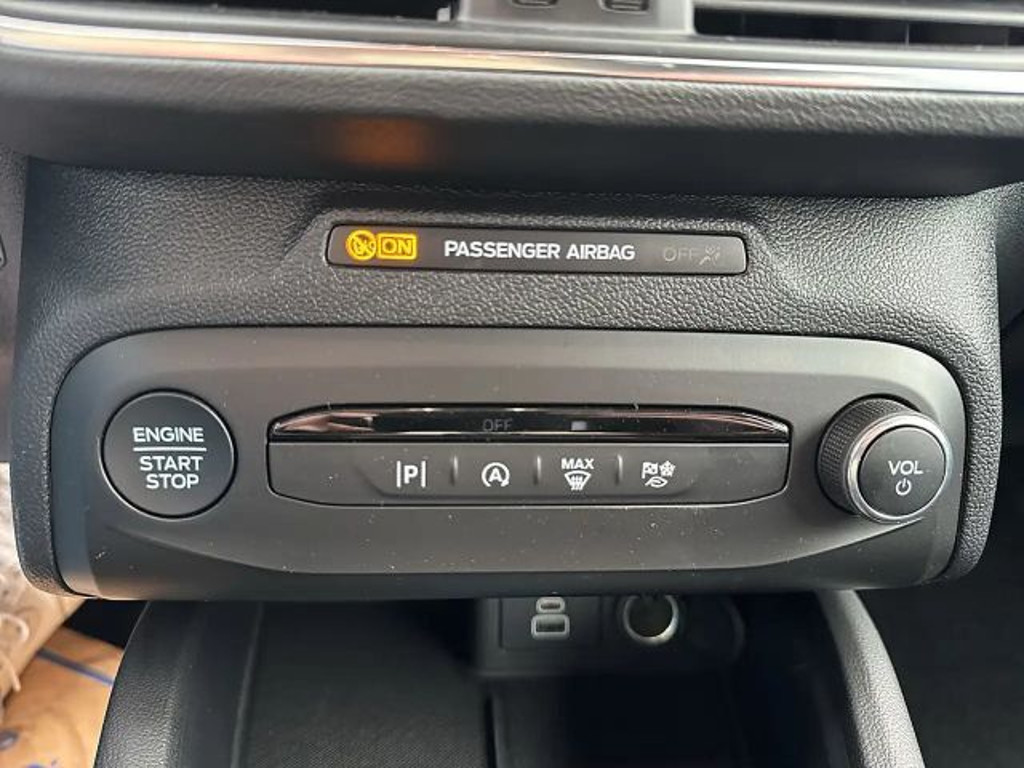 ON PASSENGER AIRBAG OFF
OFF
ENGINE
START
STOP
P
A
MAX
VOL